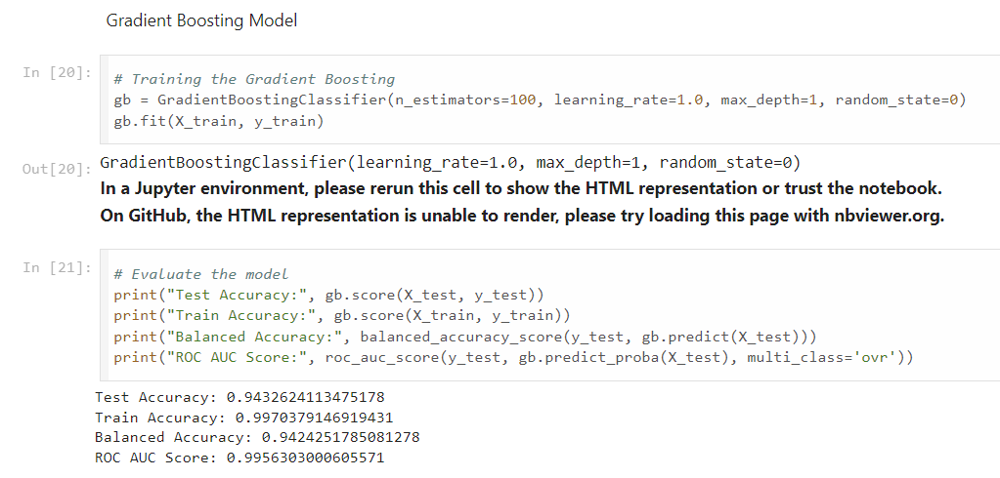 Gradient Boosting Model
In [20]:
# Training the Gradient Boosting
gb = GradientBoostingClassifier(n_estimators=100, learning_rate=1.0, max_depth=1, random_state=0)
gb.fit(X_train, y_train)
Out[20]:
GradientBoostingClassifier(learning_rate=1.0, max_depth=1, random_state=0)
In a Jupyter environment, please rerun this cell to show the HTML representation or trust the notebook.
On GitHub, the HTML representation is unable to render, please try loading this page with nbviewer.org.
In [21]:
# Evaluate the model
print("Test Accuracy:", gb.score(X_test, y_test))
print("Train Accuracy:", gb.score(X_train, y_train))
print("Balanced Accuracy:", balanced_accuracy_score(y_test, gb.predict(X_test)))
print("ROC AUC Score:", roc_auc_score(y_test, gb.predict_proba(X_test), multi_class='ovr'))
Test Accuracy: 0.9432624113475178
Train Accuracy: 0.9970379146919431
Balanced Accuracy: 0.9424251785081278
ROC AUC Score: 0.9956303000605571